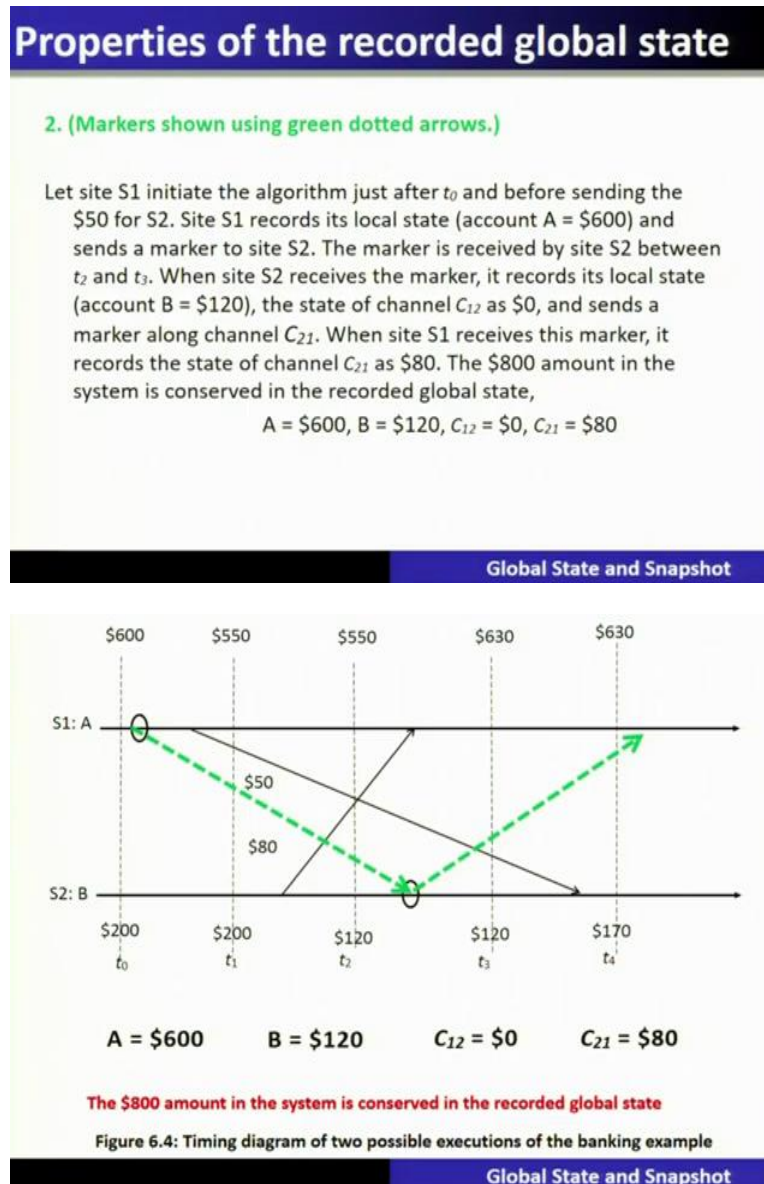 Properties of the recorded global state
2. (Markers shown using green dotted arrows.)
Let site S1 initiate the algorithm just after t0 and before sending the
$50 for S2. Site S1 records its local state (account A = $600) and
sends a marker to site S2. The marker is received by site S2 between
t2 and t3. When site S2 receives the marker, it records its local state
(account B = $120), the state of channel C12 as $0, and sends a
marker along channel C21. When site S1 receives this marker, it
records the state of channel C21 as $80. The $800 amount in the
system is conserved in the recorded global state,
A = $600, B = $120, C12 = $0, C21 = $80
Global State and Snapshot
$600 $550 $550 $630 $630
S1: A
$50
$80
S2: B
$200 $200 $120 $120 $170
t0 t1 t2 t3 t4
A = $600 B = $120 C12 = $0 C21 = $80
The $800 amount in the system is conserved in the recorded global state
Figure 6.4: Timing diagram of two possible executions of the banking example
Global State and Snapshot